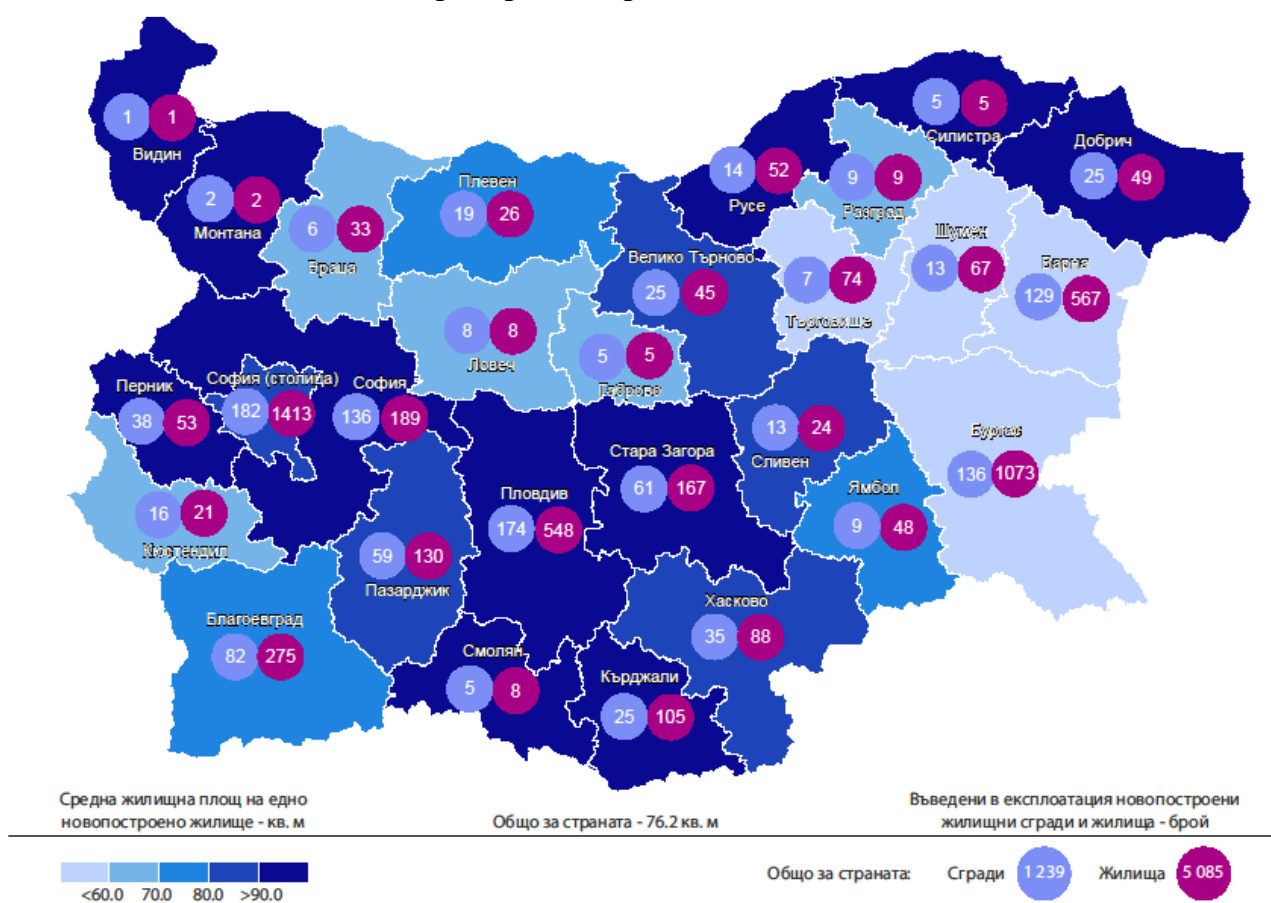 1 1
Видин
2 2
Монтана
6 33
Враца
Плевен
19 26
14 52
Русе
5 5
Силистра
9 9
Разград
Добрич
25 49
Велико Търново
25 45
7 74
Търговище
Шумен
13 67
Варна
129 567
8 8
Ловеч
5 5
Габрово
Перник
38 53
София (столица)
182 1413
София
136 189
16 21
Кюстендил
59 130
Пазарджик
Пловдив
174 548
Стара Загора
61 167
13 24
Сливен
Ямбол
9 48
Бургас
136 1073
Благоевград
82 275
Смолян
5 8
Кърджали
25 105
Хасково
35 88
Средна жилищна площ на едно
новопостроено жилище - кв. м
Общо за страната - 76.2 кв. м
Въведени в експлоатация новопостроени
жилищни сгради и жилища - брой
<60.0 70.0 80.0 >90.0
Общо за страната: Сгради 1 239 Жилища 5 085